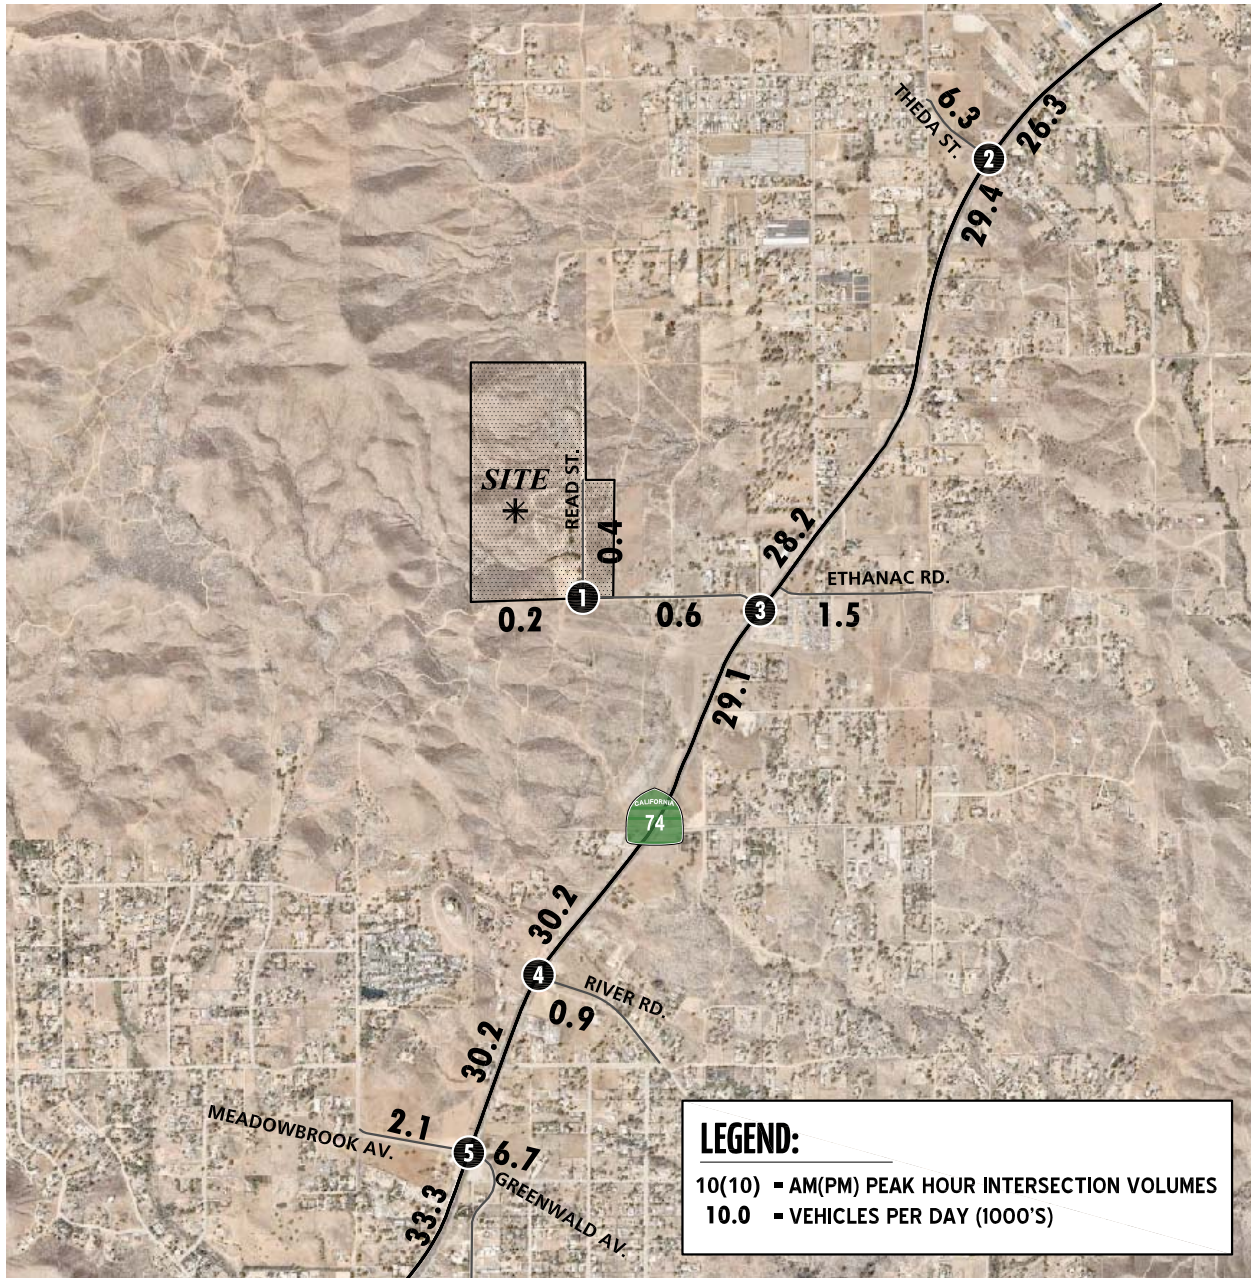 THEDA ST.
6.3
26.3
2
29.4
SITE
READ ST.
0.4
28.2
ETHANAC RD.
1
0.2
0.6
3
1.5
29.1
CALIFORNIA
74
30.2
4
RIVER RD.
0.9
30.2
MEADOWBROOK AV.
2.1
5
6.7
GREENWALD AV.
33.3
LEGEND:
10(10) = AM(PM) PEAK HOUR INTERSECTION VOLUMES
10.0 = VEHICLES PER DAY (1000'S)